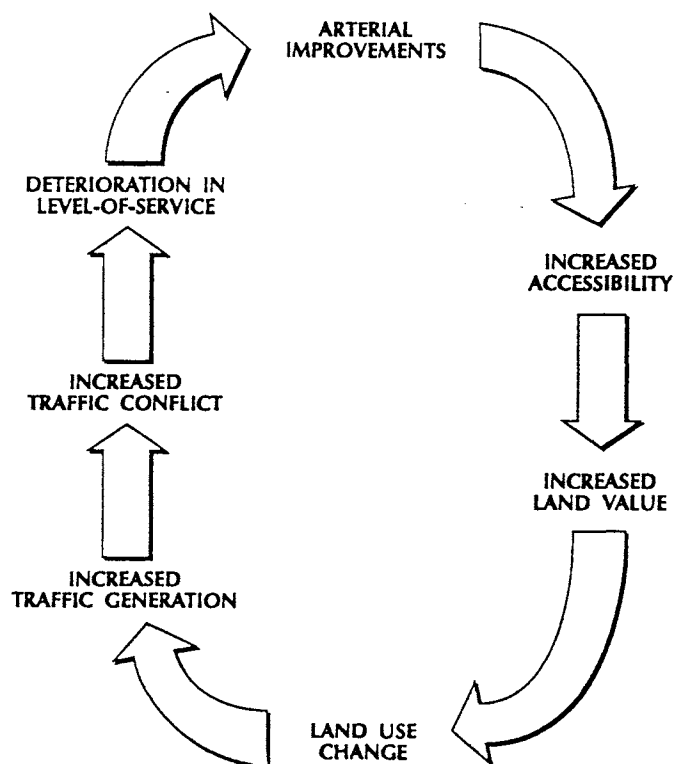 ARTERIAL
IMPROVEMENTS
INCREASED
ACCESSIBILITY
INCREASED
LAND VALUE
LAND USE
CHANGE
INCREASED
TRAFFIC GENERATION
INCREASED
TRAFFIC CONFLICT
DETERIORATION IN
LEVEL-OF-SERVICE